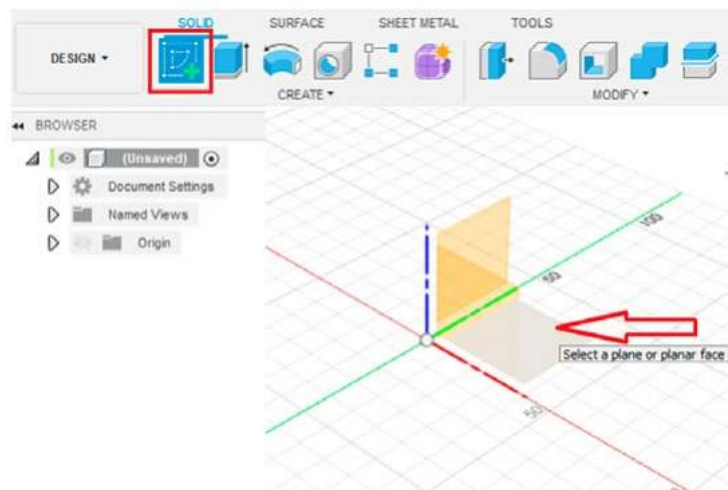 SOLID SURFACE SHEET METAL TOOLS
DESIGN
CREATE MODIFY
BROWSER
(Unsaved)
Document Settings
Named Views
Origin
100
50
Select a plane or planar face
50